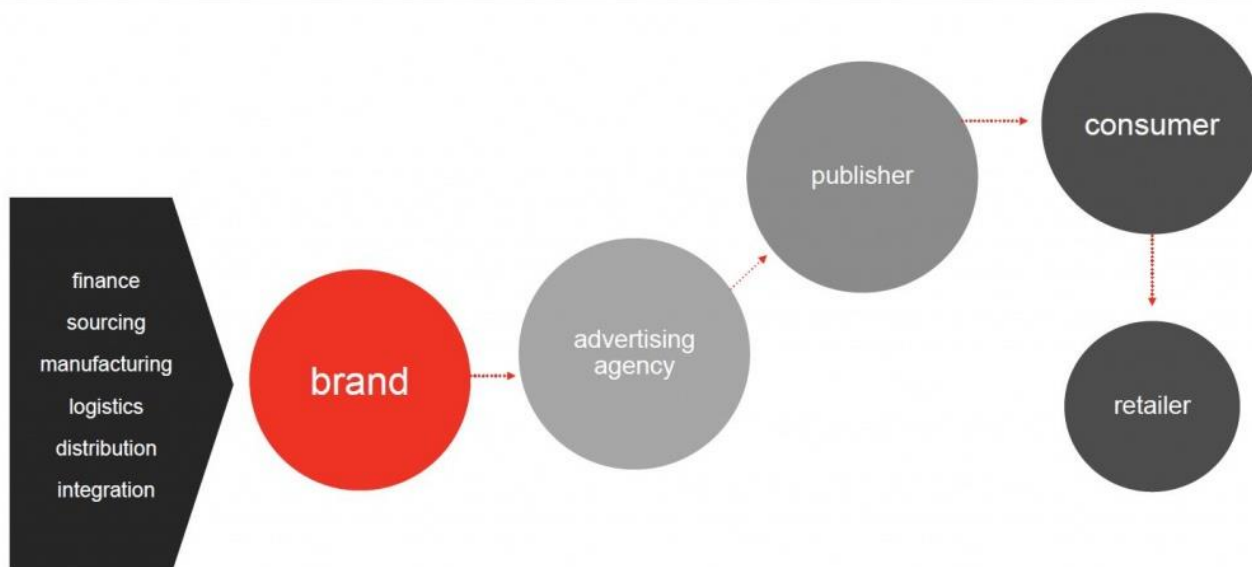 finance
sourcing
manufacturing
logistics
distribution
integration
brand
advertising
agency
publisher
consumer
retailer